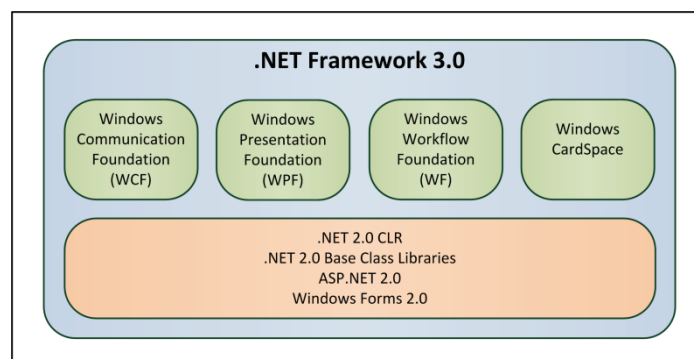 .NET Framework 3.0
Windows
Communication
Foundation
(WCF)
Windows
Presentation
Foundation
(WPF)
Windows
Workflow
Foundation
(WF)
Windows
CardSpace
.NET 2.0 CLR
.NET 2.0 Base Class Libraries
ASP.NET 2.0
Windows Forms 2.0